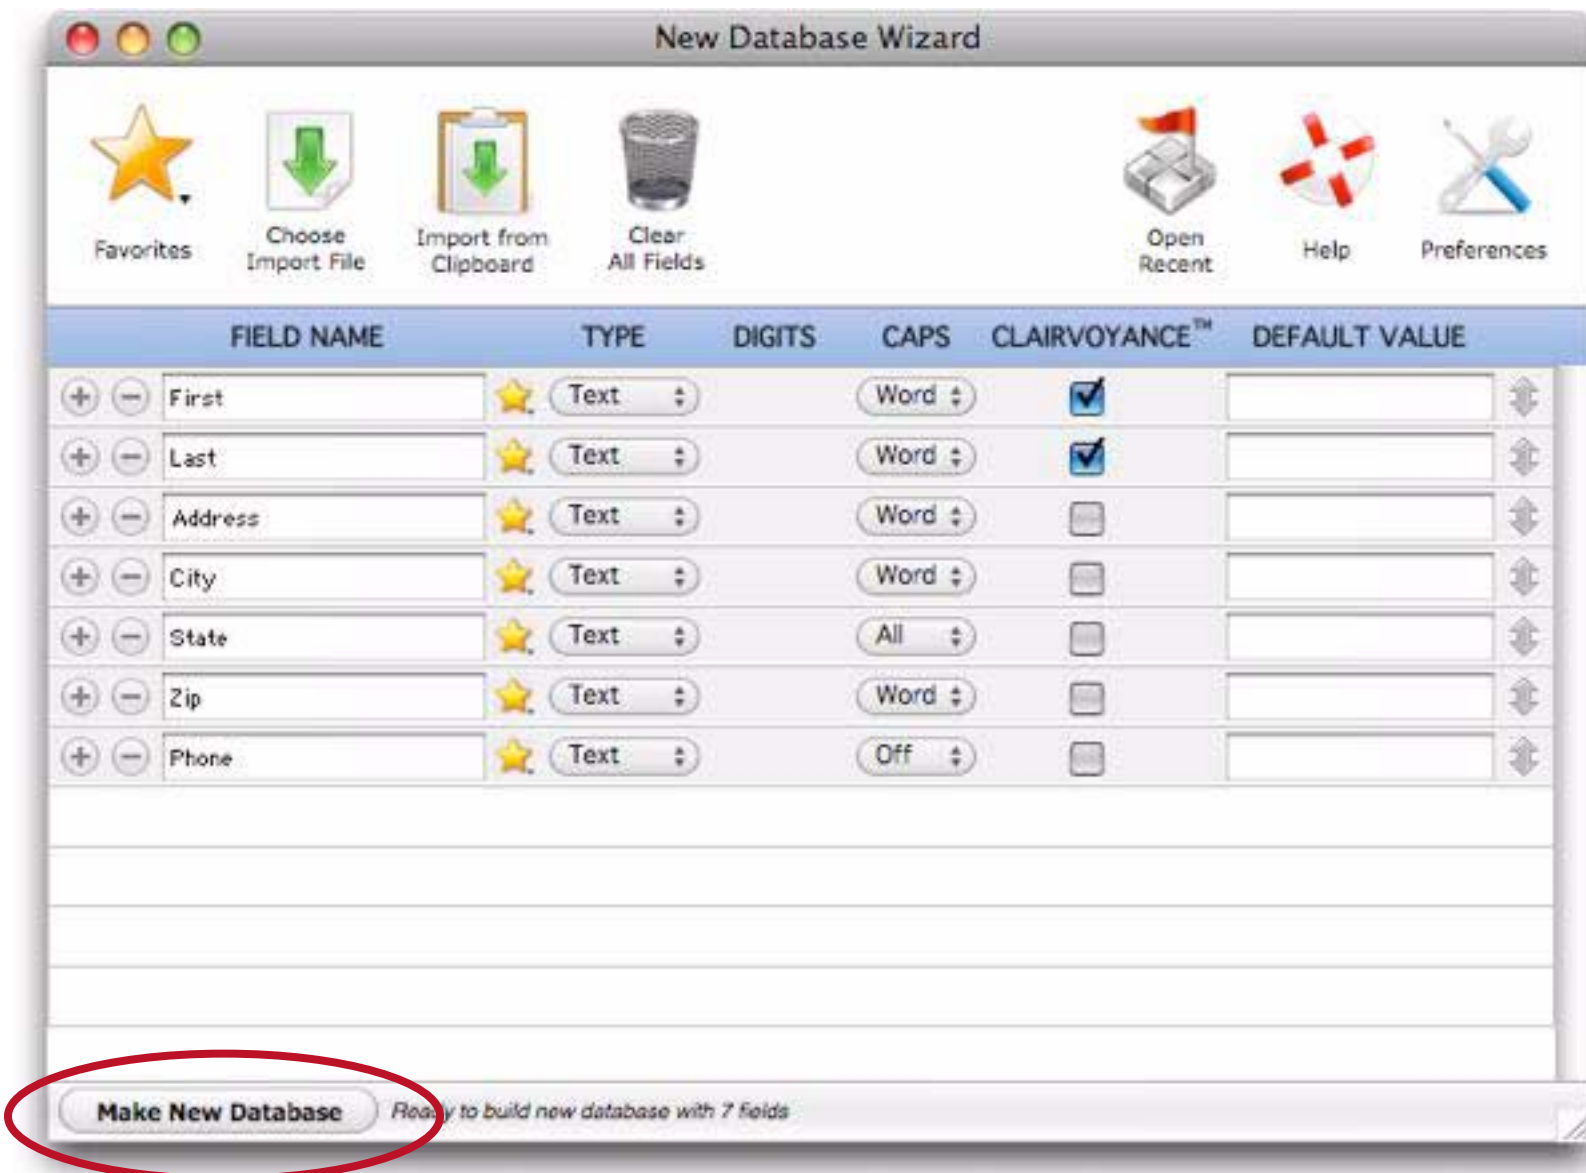 New Database Wizard
Favorites
Choose
Import File
Import from
Clipboard
Clear
All Fields
Open
Recent
Help
Preferences
FIELD NAME TYPE DIGITS CAPS CLAIRVOYANCE™ DEFAULT VALUE
First Text Word
Last Text Word
Address Text Word
City Text Word
State Text All
Zip Text Word
Phone Text Off
Make New Database Ready to build new database with 7 fields